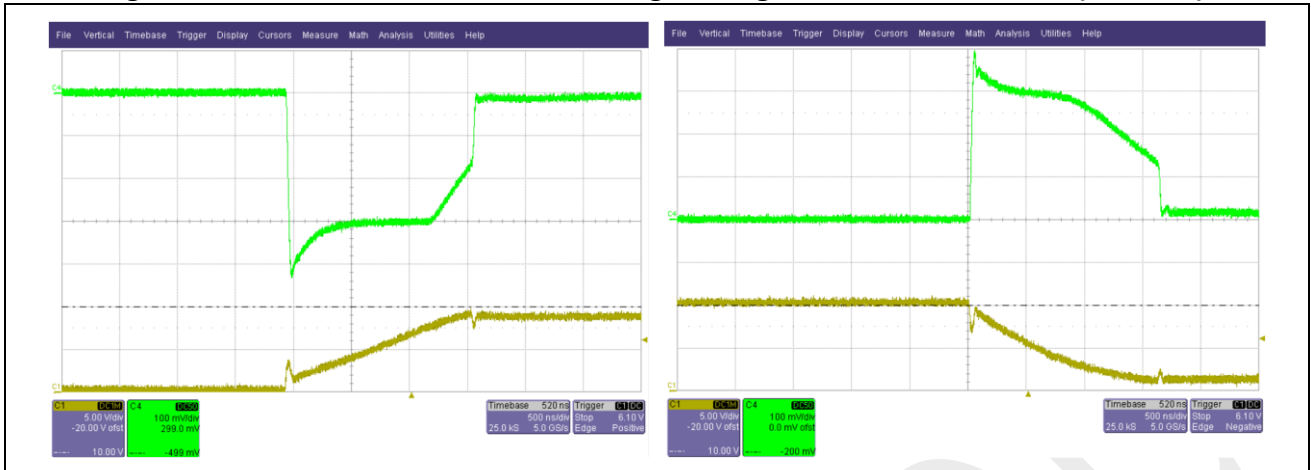 File Vertical Timebase Trigger Display Cursors Measure Math Analysis Utilities Help
C4
C1
C1 DC1M
5.00 V/div
-20.00 V ofst
10.00 V
C4 DC50
100 mV/div
299.0 mV
-499 mV
Timebase 520 ns
500 ns/div
25.0 kS 5.0 GS/s
Trigger C1 DC
Stop 6.10 V
Edge Positive
File Vertical Timebase Trigger Display Cursors Measure Math Analysis Utilities Help
C4
C1
C1 DC1M
5.00 V/div
-20.00 V ofst
10.00 V
C4 DC50
100 mV/div
0.0 mV ofst
-200 mV
Timebase 520 ns
500 ns/div
25.0 kS 5.0 GS/s
Trigger C1 DC
Stop 6.10 V
Edge Negative